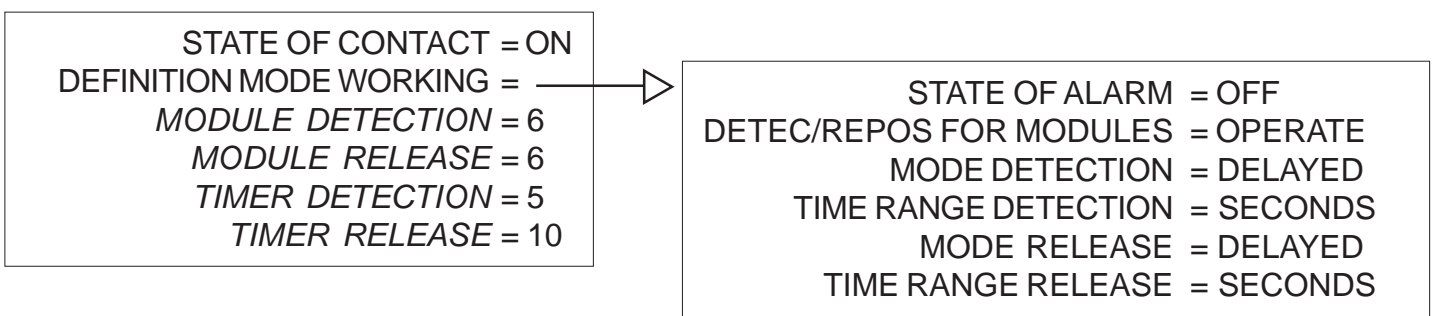 STATE OF CONTACT = ON
DEFINITION MODE WORKING =
MODULE DETECTION = 6
MODULE RELEASE = 6
TIMER DETECTION = 5
TIMER RELEASE = 10
STATE OF ALARM = OFF
DETEC/REPOS FOR MODULES = OPERATE
MODE DETECTION = DELAYED
TIME RANGE DETECTION = SECONDS
MODE RELEASE = DELAYED
TIME RANGE RELEASE = SECONDS